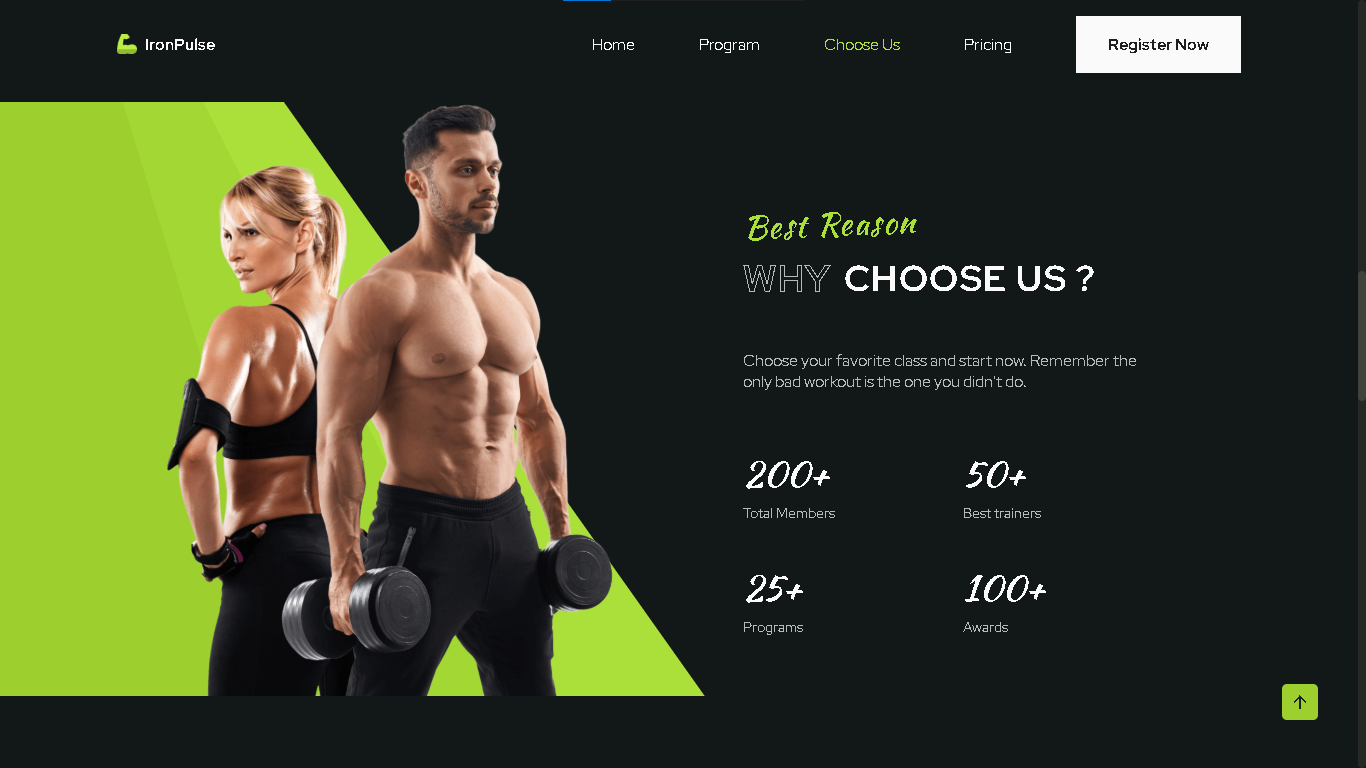 IronPulse
Home
Program
Choose Us
Pricing
Register Now
Best Reason
WHY CHOOSE US ?
Choose your favorite class and start now. Remember the
only bad workout is the one you didn't do.
200+
50+
Total Members
Best trainers
25+
100+
Programs
Awards